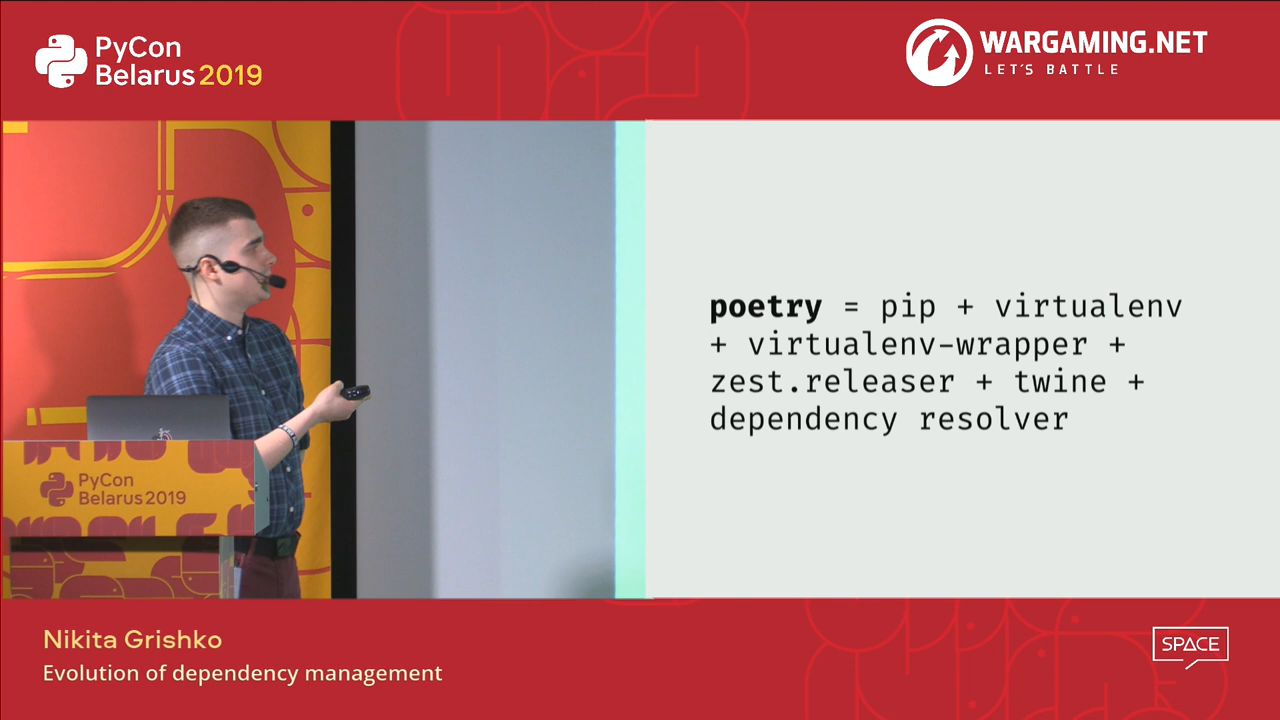 PyCon
Belarus 2019
WARGAMING.NET
LET'S BATTLE
poetry = pip + virtualenv
+ virtualenv-wrapper +
zest.releaser + twine +
dependency resolver
PyCon
Belarus 2019
Nikita Grishko
Evolution of dependency management
SPACE